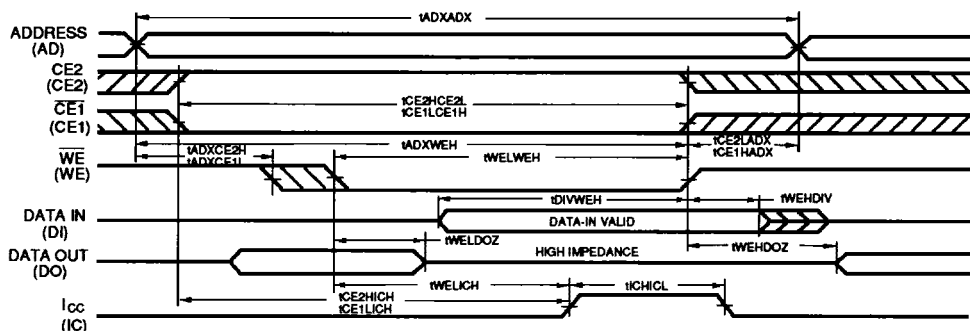 tADXADX
ADDRESS
(AD)
CE2
(CE2)
tCE2HCE2L
tCE1LCE1H
CE1
(CE1)
tADXWEH
tCE2LADX
tCE1HADX
tADXCE2H
tADXCE1L
tWELWEH
WE
(WE)
tDIVWEH
tWEHDIV
DATA IN
(DI)
DATA-IN VALID
tWELDOZ
tWEHDOZ
DATA OUT
(DO)
HIGH IMPEDANCE
tWELICH
tICHICL
tCE2HICH
tCE1LICH
ICC
(IC)